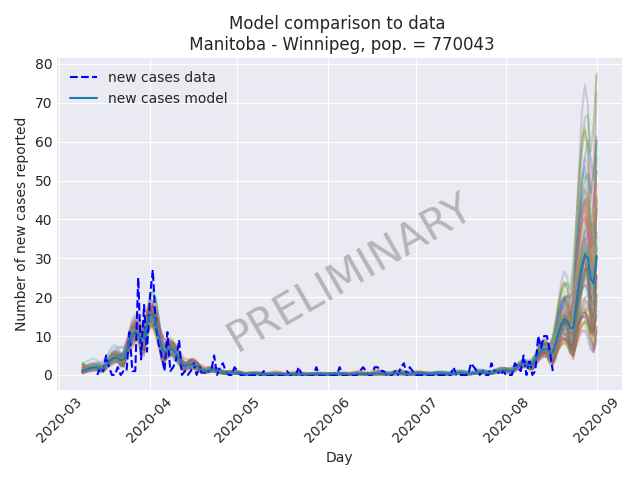 Model comparison to data
Manitoba - Winnipeg, pop. = 770043
new cases data
new cases model
Number of new cases reported
80
70
60
50
40
30
20
10
0
PRELIMINARY
2020-03
2020-04
2020-05
2020-06
2020-07
2020-08
2020-09
Day